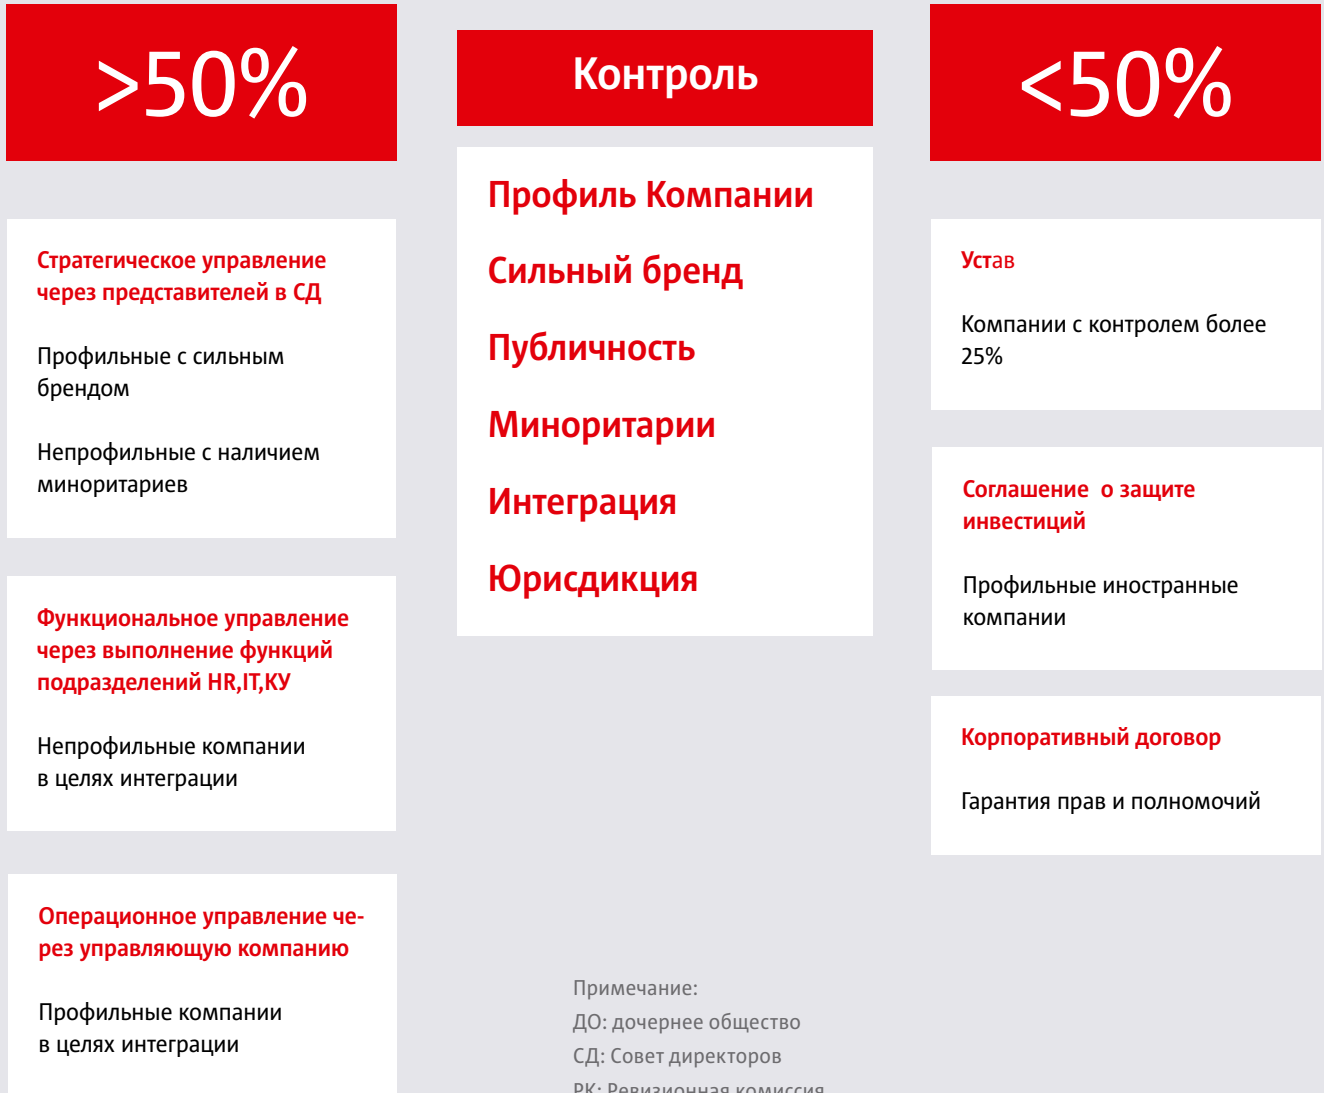 >50%
Стратегическое управление
через представителей в СД
Профильные с сильным
брендом
Непрофильные с наличием
миноритариев
Функциональное управление
через выполнение функций
подразделений HR,IT,КУ
Непрофильные компании
в целях интеграции
Операционное управление че-
рез управляющую компанию
Профильные компании
в целях интеграции
Контроль
Профиль Компании
Сильный бренд
Публичность
Миноритарии
Интеграция
Юрисдикция
Примечание:
ДО: дочернее общество
СД: Совет директоров
РК: Ревизионная комиссия
<50%
Устав
Компании с контролем более
25%
Соглашение о защите
инвестиций
Профильные иностранные
компании
Корпоративный договор
Гарантия прав и полномочий